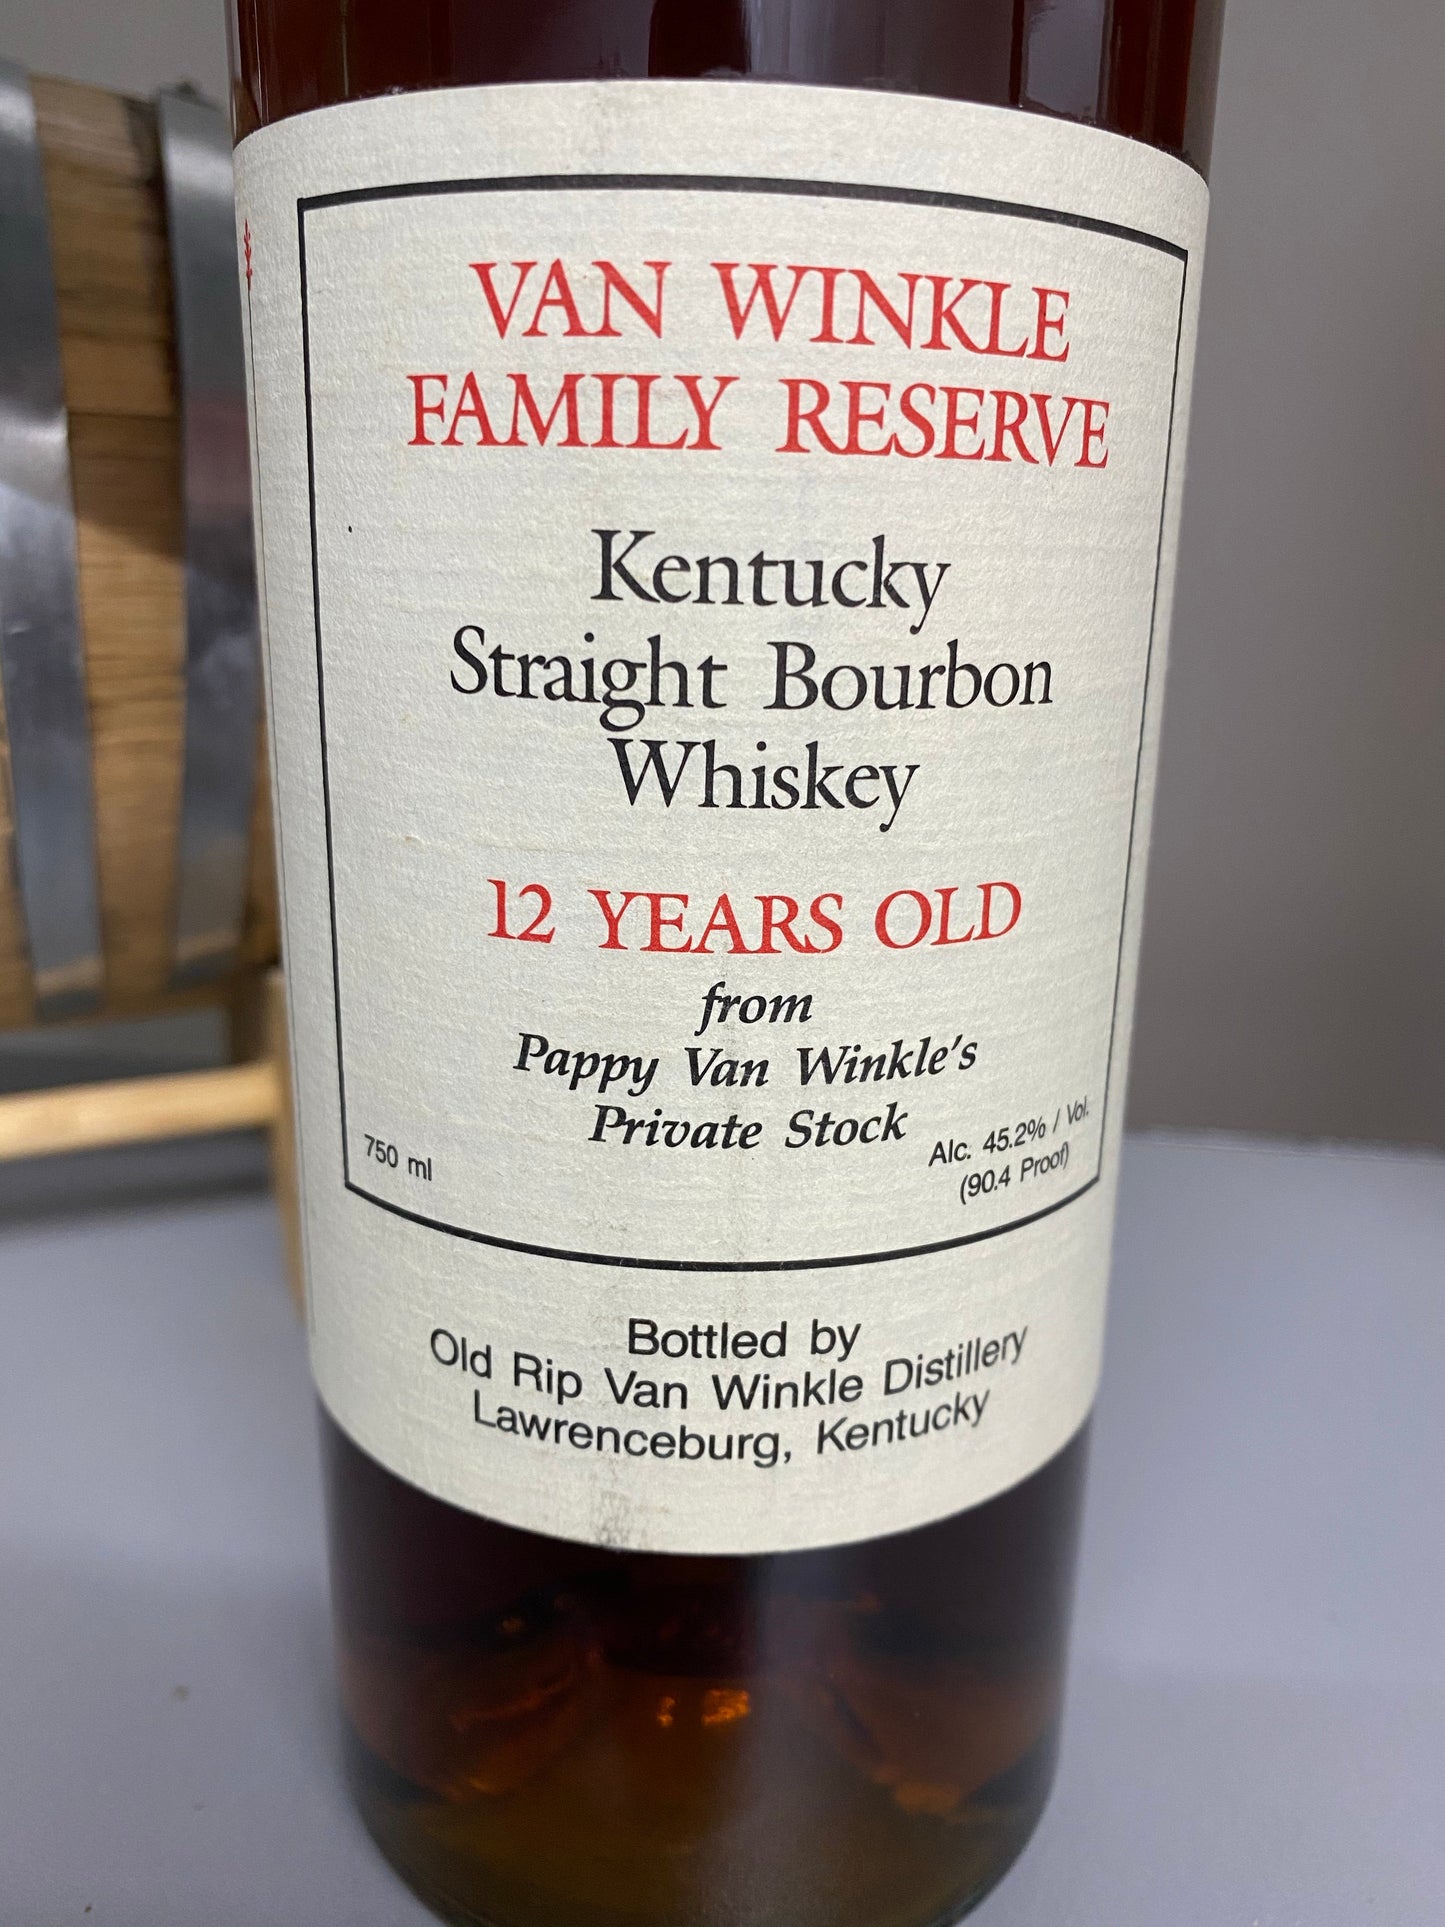 VAN WINKLE
FAMILY RESERVE
Kentucky
Straight Bourbon
Whiskey
12 YEARS OLD
from
Pappy Van Winkle's
Private Stock
750 ml
Alc. 45.2% / Vol.
(90.4 Proof)
Bottled by
Old Rip Van Winkle Distillery
Lawrenceburg, Kentucky